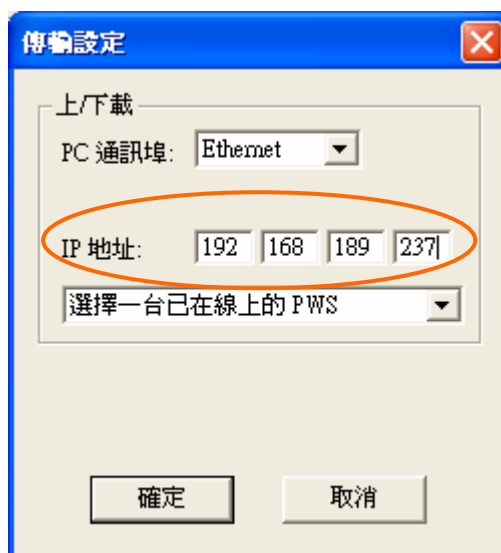 傳輸設定
上/下載
PC 通訊埠: Ethernet
IP 地址: 192 168 189 237
選擇一台已在線上的 PWS
確定 取消